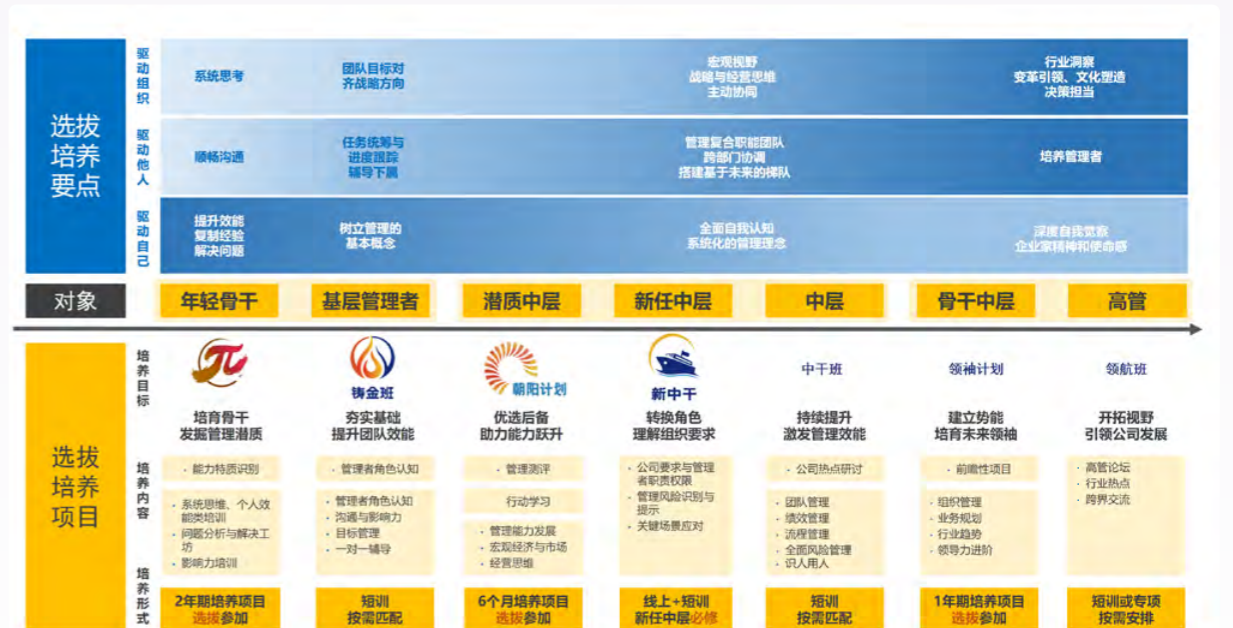 选拔
培养
要点
驱动组织
系统思考
团队目标对
齐战略方向
宏观视野
战略与经营思维
主动协同
行业洞察
变革引领、文化塑造
决策担当
驱动他人
顺畅沟通
任务统筹与
进度跟踪
辅导下属
管理复合职能团队
跨部门协调
搭建基于未来的梯队
培养管理者
驱动自己
提升效能
复制经验
解决问题
树立管理的
基本概念
全面自我认知
系统化的管理理念
深度自我觉察
企业家精神和使命感
对象
年轻骨干
基层管理者
潜质中层
新任中层
中层
骨干中层
高管
选拔
培养
项目
培养目标
铸金班
朝阳计划
新中干
中干班
领袖计划
领航班
培育骨干
发掘管理潜质
夯实基础
提升团队效能
优选后备
助力能力跃升
转换角色
理解组织要求
持续提升
激发管理效能
建立势能
培育未来领袖
开拓视野
引领公司发展
培养内容
· 能力特质识别
· 系统思维、个人效
能类培训
· 问题分析与解决工
坊
· 影响力培训
· 管理者角色认知
· 管理者角色认知
· 沟通与影响力
· 目标管理
· 一对一辅导
· 管理测评
行动学习
· 管理能力发展
· 宏观经济与市场
· 经营思维
· 公司要求与管理
者职责权限
· 管理风险识别与
提示
· 关键场景应对
· 公司热点研讨
· 团队管理
· 绩效管理
· 流程管理
· 全面风险管理
· 识人用人
· 前瞻性项目
· 组织管理
· 业务规划
· 行业趋势
· 领导力进阶
· 高管论坛
· 行业热点
· 跨界交流
培养形式
2年期培养项目
选拔参加
短训
按需匹配
6个月培养项目
选拔参加
线上+短训
新任中层必修
短训
按需匹配
1年期培养项目
选拔参加
短训或专项
按需安排